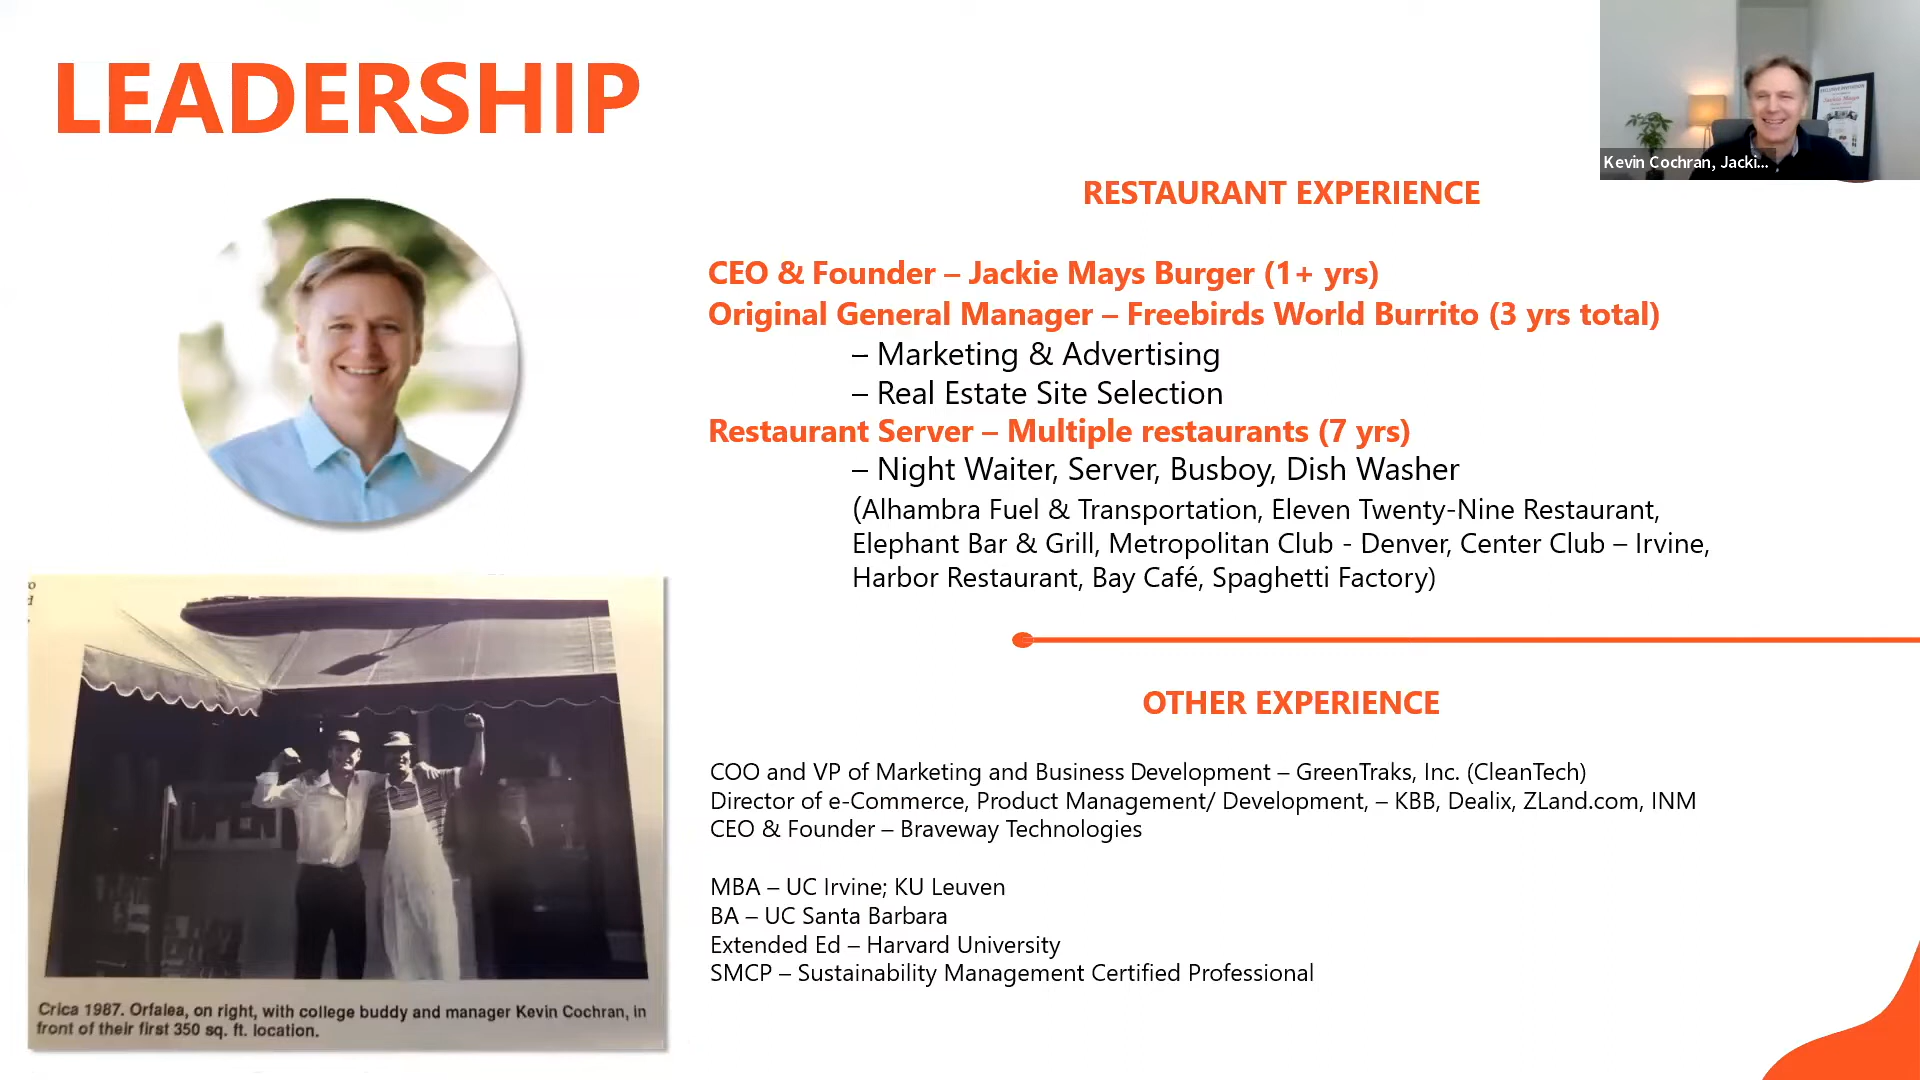 LEADERSHIP
Kevin Cochran, Jacki...
RESTAURANT EXPERIENCE
CEO & Founder – Jackie Mays Burger (1+ yrs)
Original General Manager – Freebirds World Burrito (3 yrs total)
– Marketing & Advertising
– Real Estate Site Selection
Restaurant Server – Multiple restaurants (7 yrs)
– Night Waiter, Server, Busboy, Dish Washer
(Alhambra Fuel & Transportation, Eleven Twenty-Nine Restaurant,
Elephant Bar & Grill, Metropolitan Club - Denver, Center Club – Irvine,
Harbor Restaurant, Bay Café, Spaghetti Factory)
OPEN
Crica 1987. Orfalea, on right, with college buddy and manager Kevin Cochran, in
front of their first 350 sq. ft. location.
OTHER EXPERIENCE
COO and VP of Marketing and Business Development – GreenTraks, Inc. (CleanTech)
Director of e-Commerce, Product Management/ Development, – KBB, Dealix, ZLand.com, INM
CEO & Founder – Braveway Technologies
MBA – UC Irvine; KU Leuven
BA – UC Santa Barbara
Extended Ed – Harvard University
SMCP – Sustainability Management Certified Professional